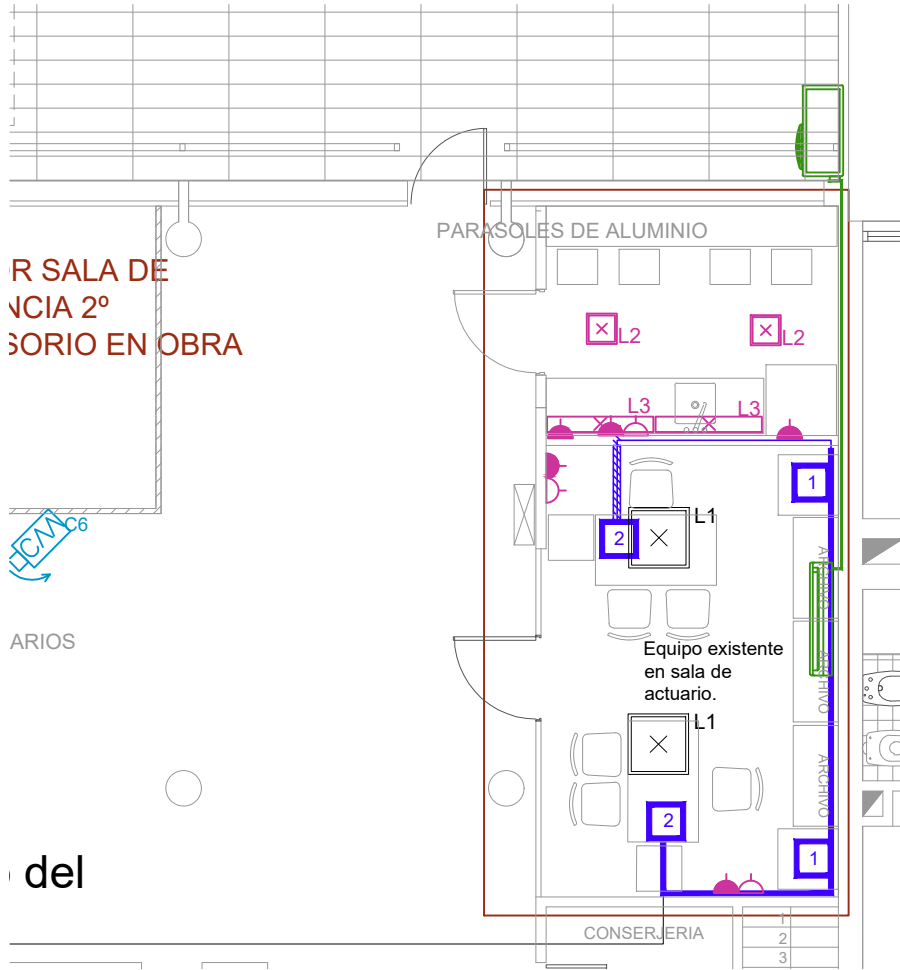 PARASOLES DE ALUMINIO
R SALA DE
NCIA 2º
SORIO EN OBRA
L2
L2
L3
L3
1
C6
L1
2
ARCHIVO
ARIOS
Equipo existente
en sala de
actuario.
ARCHIVO
L1
ARCHIVO
2
1
del
CONSERJERIA
1
2
3